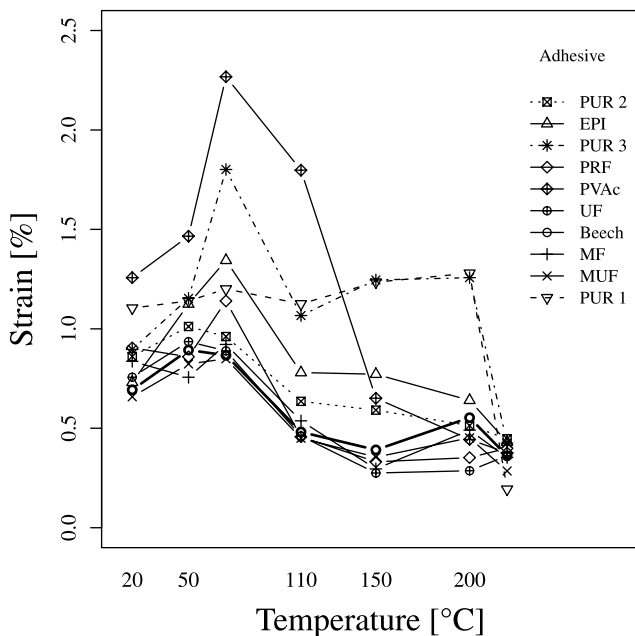 Adhesive
PUR 2
EPI
PUR 3
PRF
PVAc
UF
Beech
MF
MUF
PUR 1
Strain [%]
2.5
2.0
1.5
1.0
0.5
0.0
20 50 110 150 200
Temperature [°C]